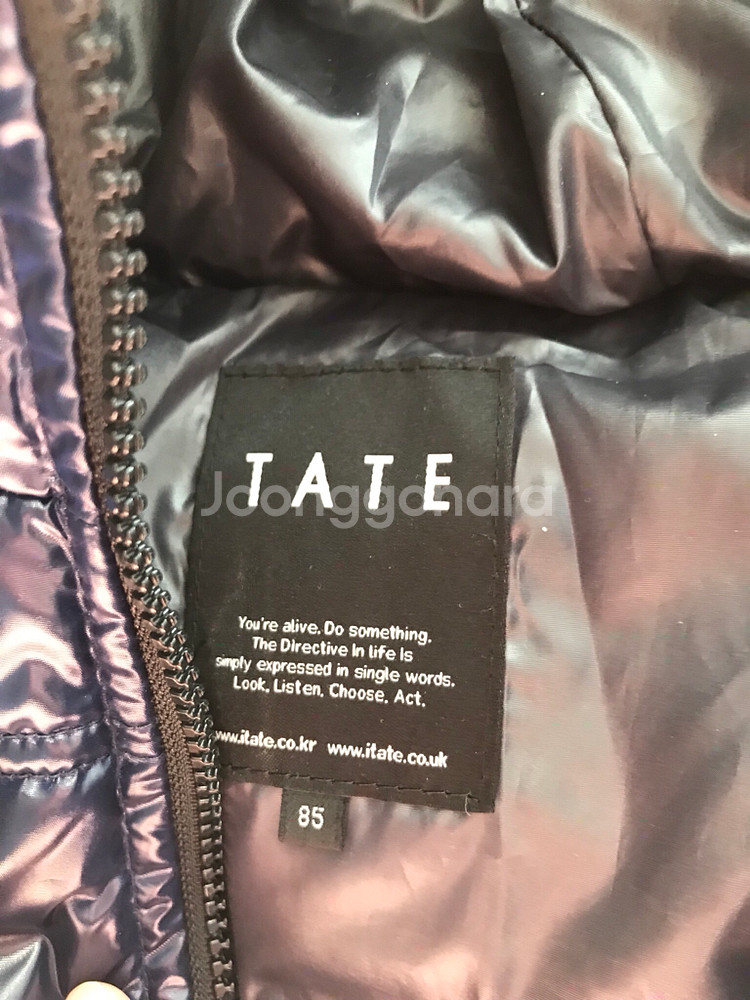 TATE
Joonggonara
You're alive. Do something.
The Directive In life Is
simply expressed in single words.
Look. Listen. Choose. Act.
www.itate.co.kr www.itate.co.uk
85